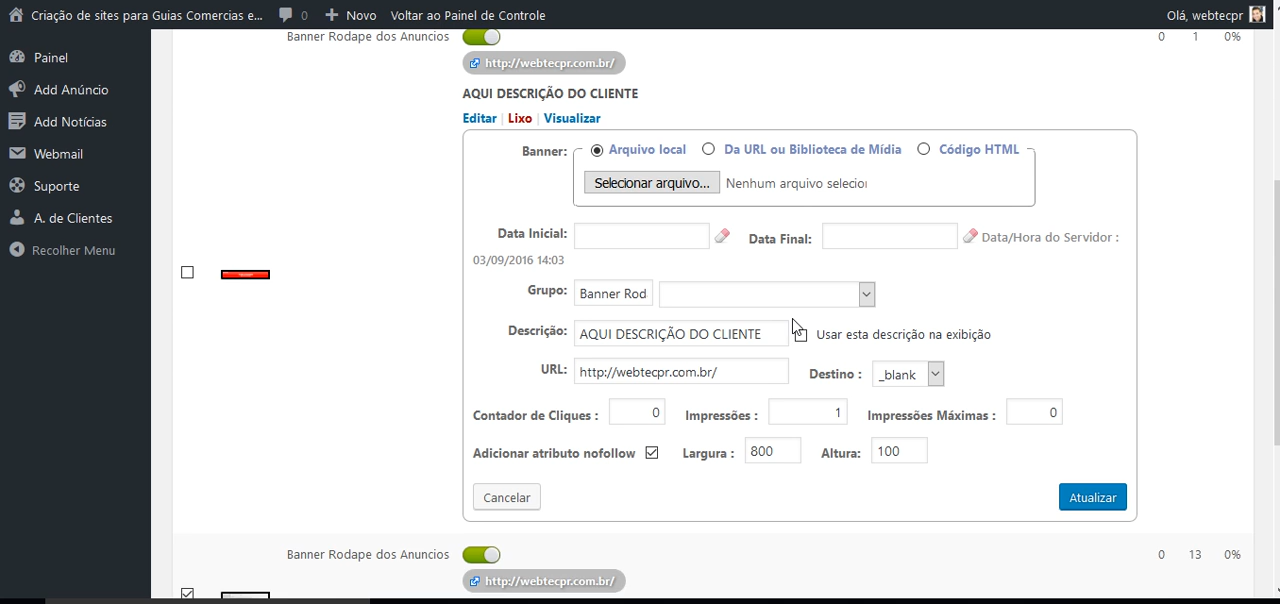 Criação de sites para Guias Comercias e... 0 Novo Voltar ao Painel de Controle Olá, webtecpr
Painel
Add Anúncio
Add Notícias
Webmail
Suporte
A. de Clientes
Recolher Menu
Banner Rodape dos Anuncios 0 1 0%
http://webtecpr.com.br/
AQUI DESCRIÇÃO DO CLIENTE
Editar | Lixo | Visualizar
Banner: Arquivo local Da URL ou Biblioteca de Mídia Código HTML
Selecionar arquivo... Nenhum arquivo selecio
Data Inicial: Data Final: Data/Hora do Servidor :
03/09/2016 14:03
Grupo: Banner Rod
Descrição: AQUI DESCRIÇÃO DO CLIENTE Usar esta descrição na exibição
URL: http://webtecpr.com.br/ Destino : _blank
Contador de Cliques : 0 Impressões : 1 Impressões Máximas : 0
Adicionar atributo nofollow Largura : 800 Altura: 100
Cancelar Atualizar
Banner Rodape dos Anuncios 0 13 0%
http://webtecpr.com.br/